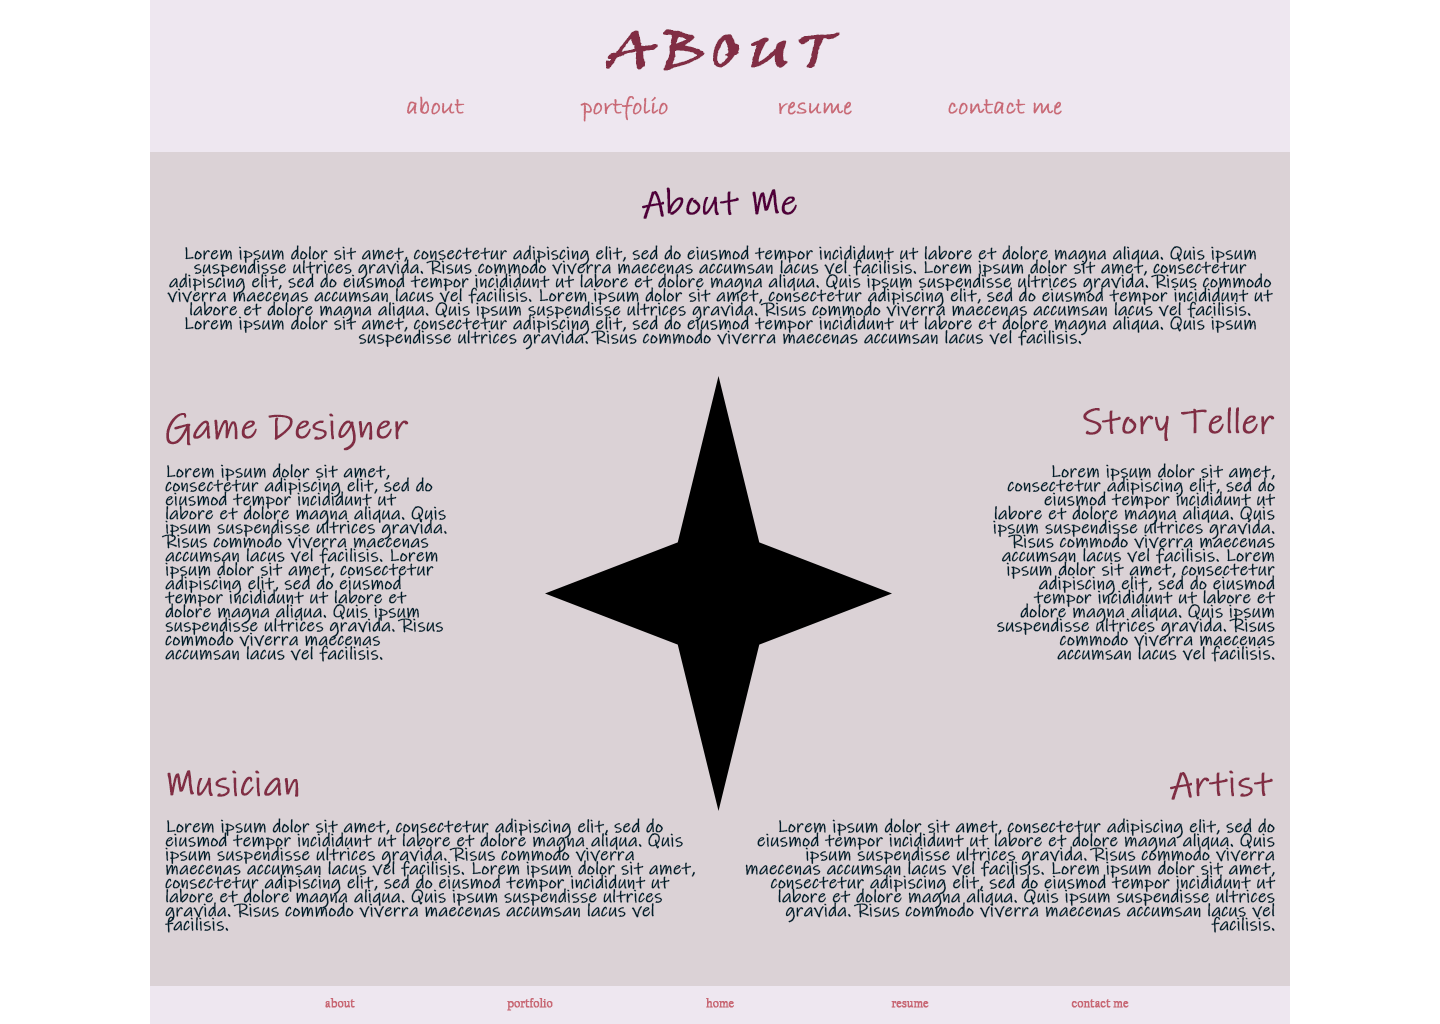 ABOUT
about portfolio resume contact me
About Me
Lorem ipsum dolor sit amet, consectetur adipiscing elit, sed do eiusmod tempor incididunt ut labore et dolore magna aliqua. Quis ipsum
suspendisse ultrices gravida. Risus commodo viverra maecenas accumsan lacus vel facilisis. Lorem ipsum dolor sit amet, consectetur
adipiscing elit, sed do eiusmod tempor incididunt ut labore et dolore magna aliqua. Quis ipsum suspendisse ultrices gravida. Risus commodo
viverra maecenas accumsan lacus vel facilisis. Lorem ipsum dolor sit amet, consectetur adipiscing elit, sed do eiusmod tempor incididunt ut
labore et dolore magna aliqua. Quis ipsum suspendisse ultrices gravida. Risus commodo viverra maecenas accumsan lacus vel facilisis.
Lorem ipsum dolor sit amet, consectetur adipiscing elit, sed do eiusmod tempor incididunt ut labore et dolore magna aliqua. Quis ipsum
suspendisse ultrices gravida. Risus commodo viverra maecenas accumsan lacus vel facilisis.
Game Designer
Lorem ipsum dolor sit amet,
consectetur adipiscing elit, sed do
eiusmod tempor incididunt ut
labore et dolore magna aliqua. Quis
ipsum suspendisse ultrices gravida.
Risus commodo viverra maecenas
accumsan lacus vel facilisis. Lorem
ipsum dolor sit amet, consectetur
adipiscing elit, sed do eiusmod
tempor incididunt ut labore et
dolore magna aliqua. Quis ipsum
suspendisse ultrices gravida. Risus
commodo viverra maecenas
accumsan lacus vel facilisis.
Story Teller
Lorem ipsum dolor sit amet,
consectetur adipiscing elit, sed do
eiusmod tempor incididunt ut
labore et dolore magna aliqua. Quis
ipsum suspendisse ultrices gravida.
Risus commodo viverra maecenas
accumsan lacus vel facilisis. Lorem
ipsum dolor sit amet, consectetur
adipiscing elit, sed do eiusmod
tempor incididunt ut labore et
dolore magna aliqua. Quis ipsum
suspendisse ultrices gravida. Risus
commodo viverra maecenas
accumsan lacus vel facilisis.
Musician
Lorem ipsum dolor sit amet, consectetur adipiscing elit, sed do
eiusmod tempor incididunt ut labore et dolore magna aliqua. Quis
ipsum suspendisse ultrices gravida. Risus commodo viverra
maecenas accumsan lacus vel facilisis. Lorem ipsum dolor sit amet,
consectetur adipiscing elit, sed do eiusmod tempor incididunt ut
labore et dolore magna aliqua. Quis ipsum suspendisse ultrices
gravida. Risus commodo viverra maecenas accumsan lacus vel
facilisis.
Artist
Lorem ipsum dolor sit amet, consectetur adipiscing elit, sed do
eiusmod tempor incididunt ut labore et dolore magna aliqua. Quis
ipsum suspendisse ultrices gravida. Risus commodo viverra
maecenas accumsan lacus vel facilisis. Lorem ipsum dolor sit amet,
consectetur adipiscing elit, sed do eiusmod tempor incididunt ut
labore et dolore magna aliqua. Quis ipsum suspendisse ultrices
gravida. Risus commodo viverra maecenas accumsan lacus vel
facilisis.
about portfolio home resume contact me